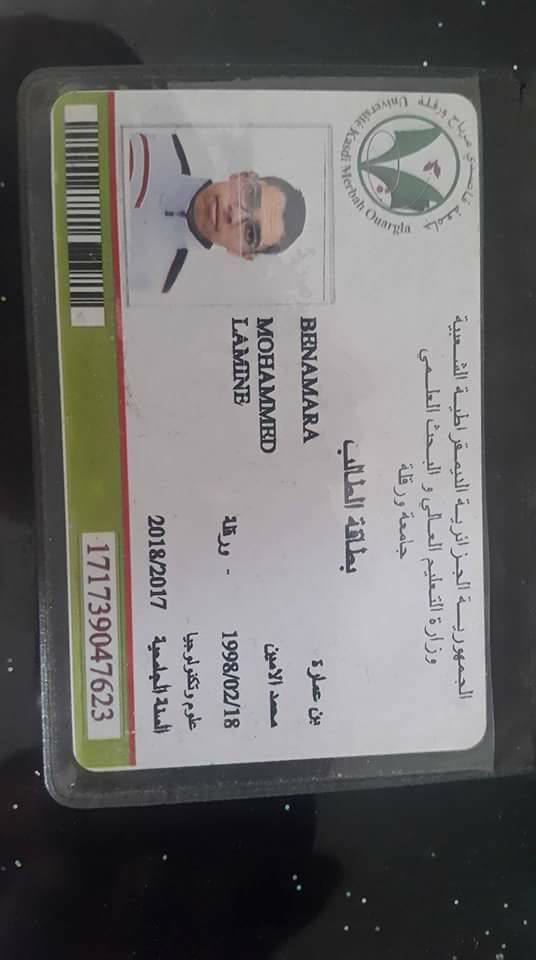 الجمهورية الجزائرية الديمقراطية الشعبية
وزارة التعليم العالي و البحث العلمي
جامعة ورقلة
جامعة قاصدي مرباح ورقلة
Université Kasdi Merbah Ouargla
بطاقة الطالب
BENAMARA بن عمارة
MOHAMMED محمد الامين
LAMINE
1998/02/18 - ورقلة
علوم وتكنولوجيا
السنة الجامعية 2018/2017
171739047623